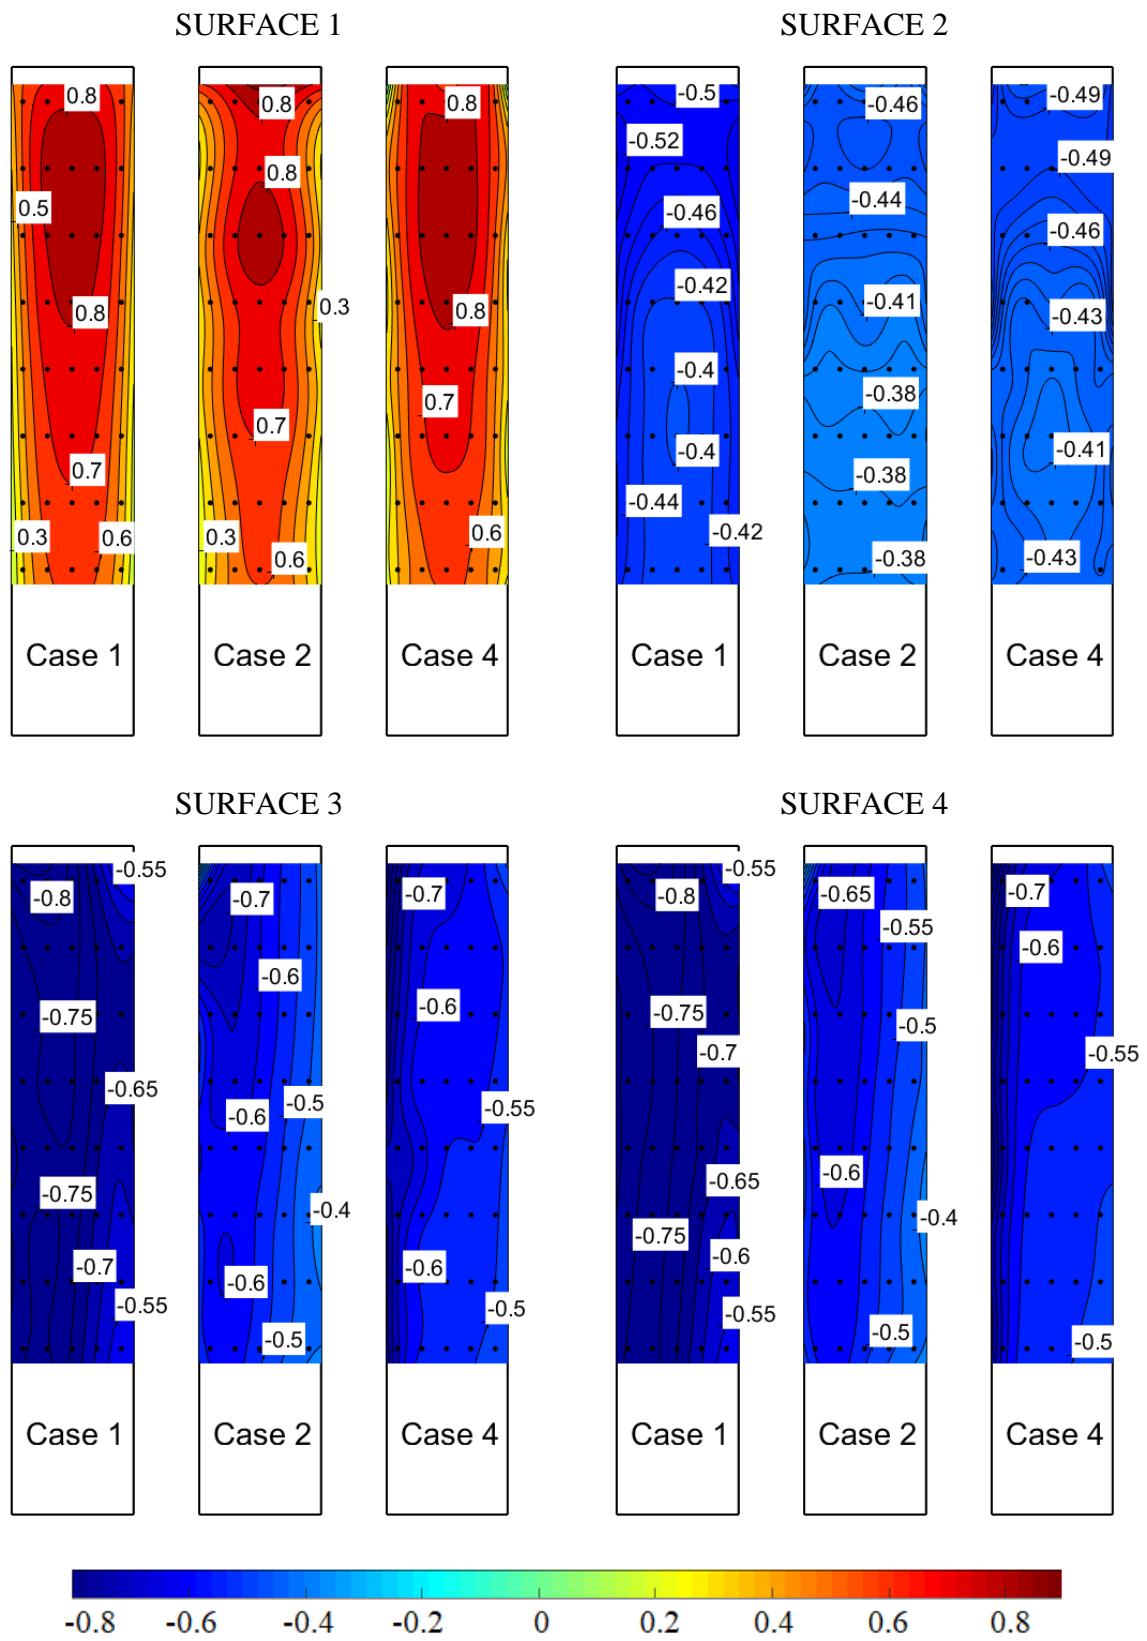 SURFACE 1
SURFACE 2
0.8 0.8 0.8 -0.5 -0.46 -0.49
-0.52 -0.49
0.8
0.5 -0.46 -0.44 -0.46
0.8 0.3 0.8 -0.42 -0.41 -0.43
-0.4 -0.38
0.7 0.7
0.7 -0.4 -0.38 -0.41
-0.44
0.3 0.6 0.3 0.6 0.6 -0.42 -0.38 -0.43
Case 1 Case 2 Case 4 Case 1 Case 2 Case 4
SURFACE 3
SURFACE 4
-0.55 -0.55
-0.8 -0.7 -0.7 -0.8 -0.65 -0.7
-0.55
-0.6 -0.6
-0.75 -0.6 -0.75 -0.5
-0.7 -0.55
-0.65 -0.6 -0.5 -0.55
-0.75 -0.4 -0.65 -0.6 -0.4
-0.7 -0.6 -0.6 -0.75 -0.6
-0.55 -0.5 -0.5 -0.55 -0.5 -0.5
Case 1 Case 2 Case 4 Case 1 Case 2 Case 4
-0.8 -0.6 -0.4 -0.2 0 0.2 0.4 0.6 0.8